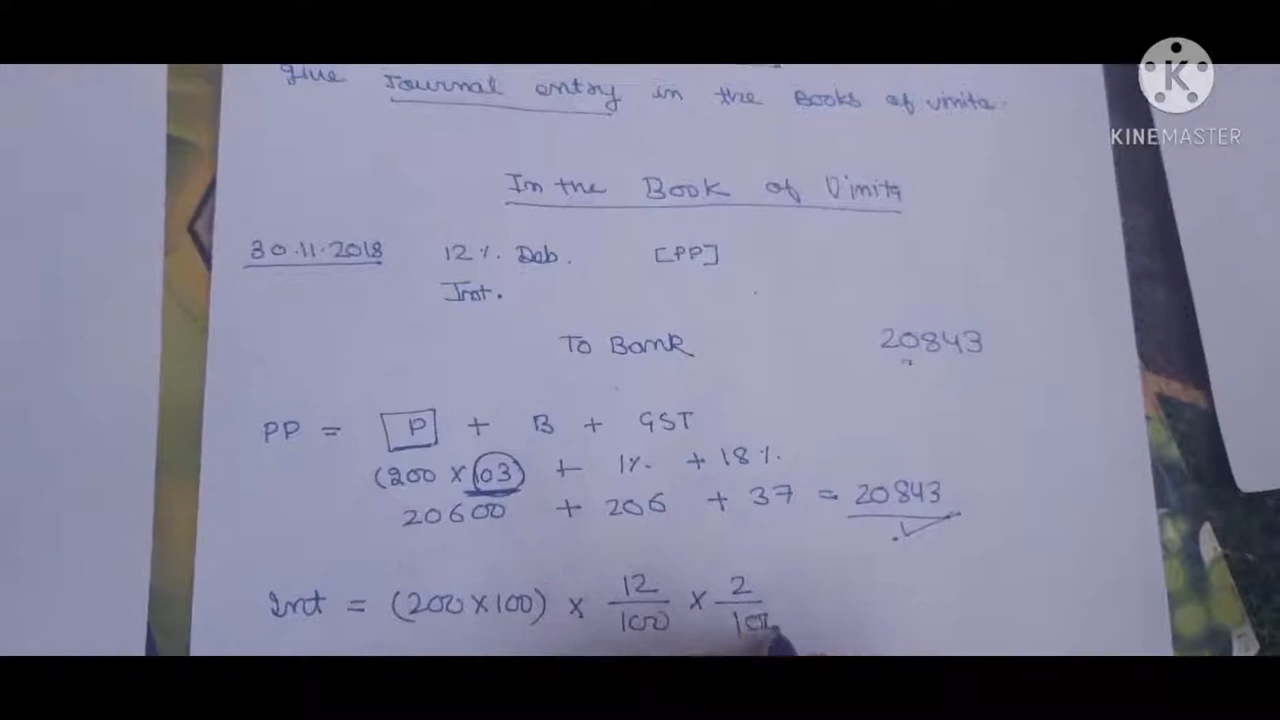 give Journal entry in the Books of vinita.
K
KINEMASTER
In the Book of Vinita
30.11.2018 12%. Deb. [PP]
Int.
To Bank 20843
PP = P + B + GST
(200 × 103) + 1%. + 18%.
20600 + 206 + 37 = 20843
Int = (200×100) × 12/100 × 2/